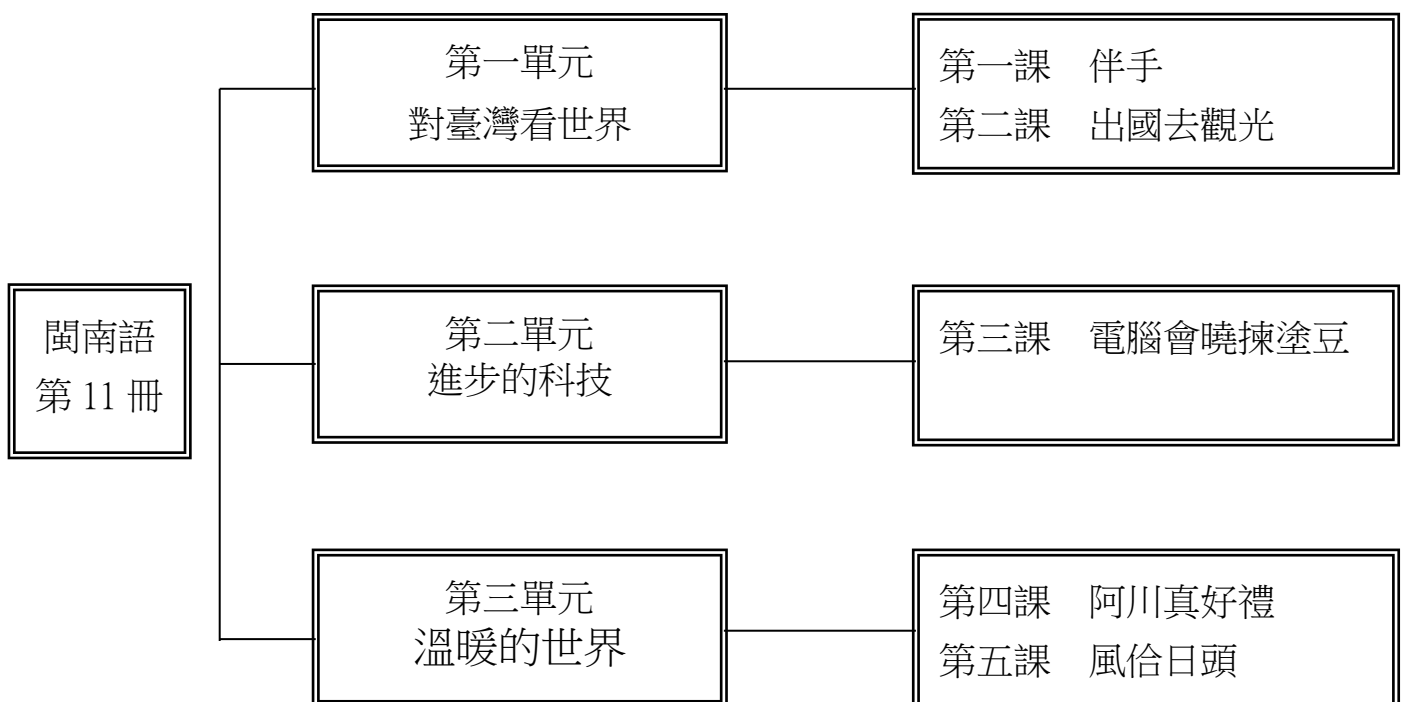 閩南語
第 11 冊
第一單元
對臺灣看世界
第一課　伴手
第二課　出國去觀光
第二單元
進步的科技
第三課　電腦會曉揀塗豆
第三單元
溫暖的世界
第四課　阿川真好禮
第五課　風佮日頭